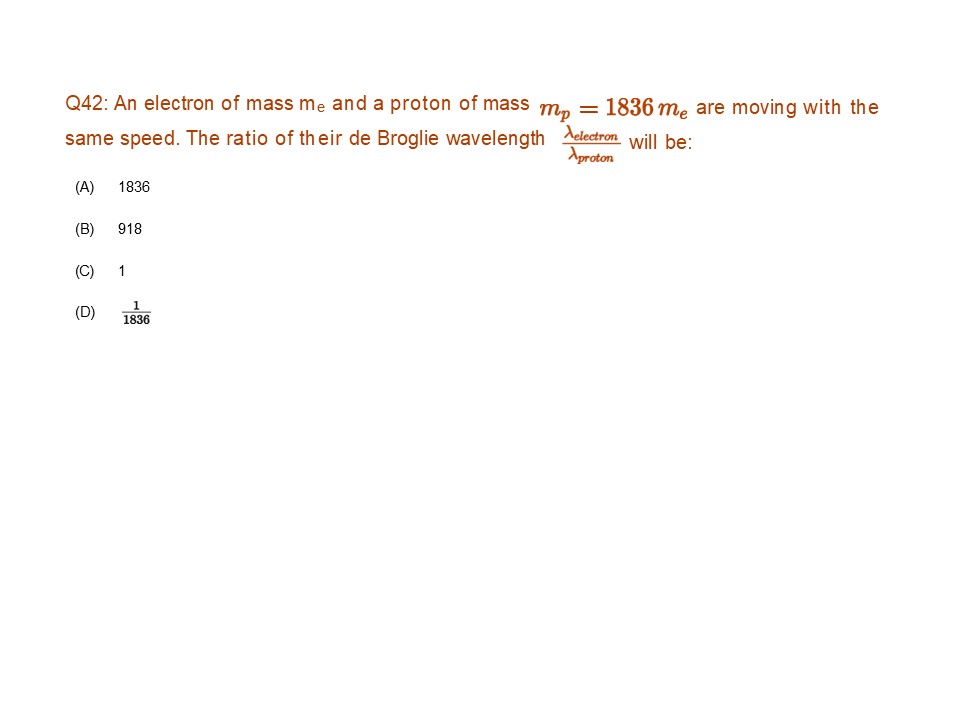 Q42: An electron of mass mₑ and a proton of mass $m_p = 1836\, m_e$ are moving with the
same speed. The ratio of their de Broglie wavelength $\frac{\lambda_{electron}}{\lambda_{proton}}$ will be:
(A) 1836
(B) 918
(C) 1
(D) $\frac{1}{1836}$